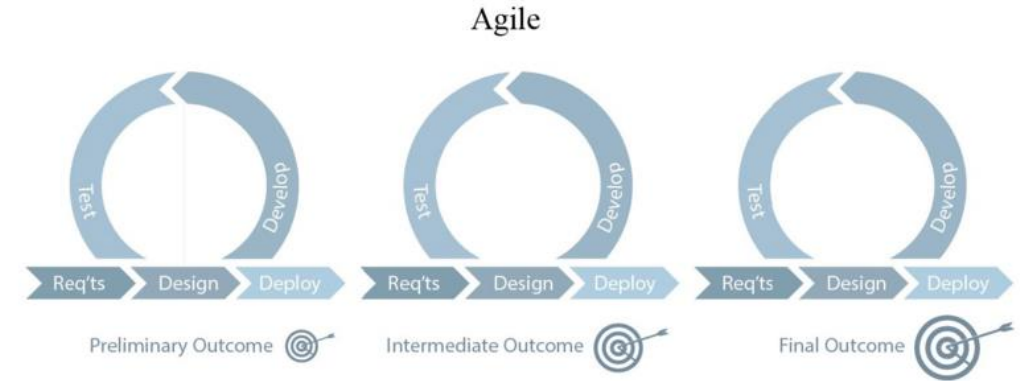 Agile
Test Develop Test Develop Test Develop
Req'ts Design Deploy Req'ts Design Deploy Req'ts Design Deploy
Preliminary Outcome Intermediate Outcome Final Outcome